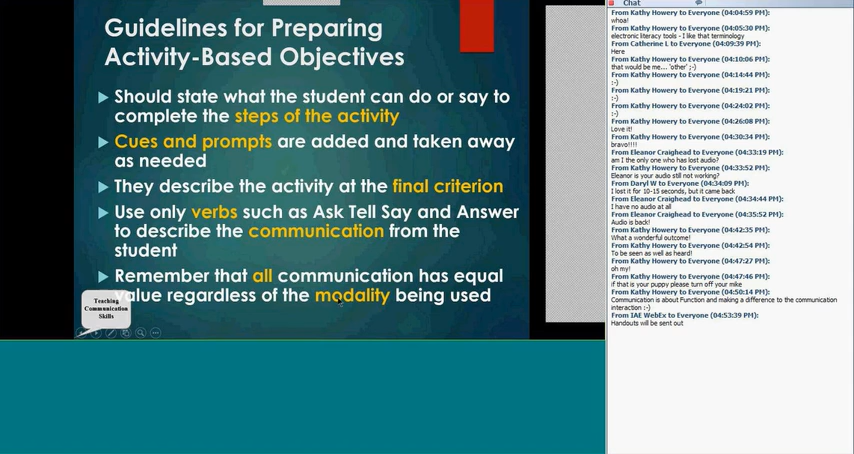 Guidelines for Preparing
Activity-Based Objectives
Should state what the student can do or say to
complete the steps of the activity
Cues and prompts are added and taken away
as needed
They describe the activity at the final criterion
Use only verbs such as Ask Tell Say and Answer
to describe the communication from the
student
Remember that all communication has equal
value regardless of the modality being used
Teaching
Communication
Skills
Chat
From Kathy Howery to Everyone (04:04:59 PM):
whoa!
From Kathy Howery to Everyone (04:05:30 PM):
electronic literacy tools - I like that terminology
From Catherine L to Everyone (04:09:39 PM):
Here
From Kathy Howery to Everyone (04:10:06 PM):
that would be me... 'other' ;-)
From Kathy Howery to Everyone (04:14:44 PM):
:-)
From Kathy Howery to Everyone (04:19:21 PM):
:-)
From Kathy Howery to Everyone (04:24:02 PM):
:-)
From Kathy Howery to Everyone (04:26:08 PM):
Love it!
From Kathy Howery to Everyone (04:30:34 PM):
bravo!!!!
From Eleanor Craighead to Everyone (04:33:19 PM):
am I the only one who has lost audio?
From Kathy Howery to Everyone (04:33:52 PM):
Eleanor is your audio still not working?
From Daryl W to Everyone (04:34:09 PM):
I lost it for 10-15 seconds, but it came back
From Eleanor Craighead to Everyone (04:34:44 PM):
I have no audio at all
From Eleanor Craighead to Everyone (04:35:52 PM):
Audio is back!
From Kathy Howery to Everyone (04:42:35 PM):
What a wonderful outcome!
From Kathy Howery to Everyone (04:42:54 PM):
To be seen as well as heard!
From Kathy Howery to Everyone (04:47:27 PM):
oh my!
From Kathy Howery to Everyone (04:47:46 PM):
if that is your puppy please turn off your mike
From Kathy Howery to Everyone (04:50:14 PM):
Communication is about Function and making a difference to the communication
interaction :-)
From IAE WebEx to Everyone (04:53:39 PM):
Handouts will be sent out